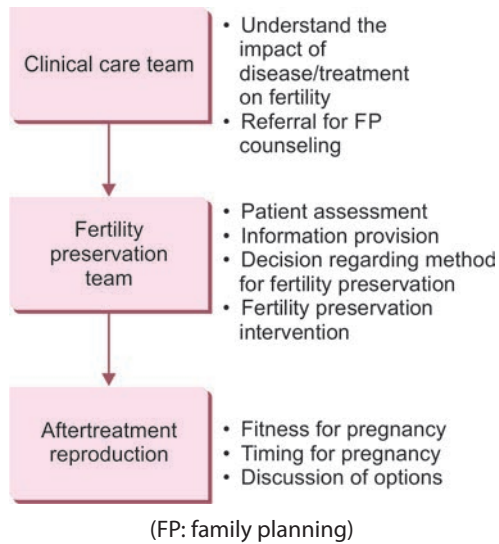 Clinical care team
• Understand the
impact of
disease/treatment
on fertility
• Referral for FP
counseling
Fertility
preservation
team
• Patient assessment
• Information provision
• Decision regarding method
for fertility preservation
• Fertility preservation
intervention
Aftertreatment
reproduction
• Fitness for pregnancy
• Timing for pregnancy
• Discussion of options
(FP: family planning)